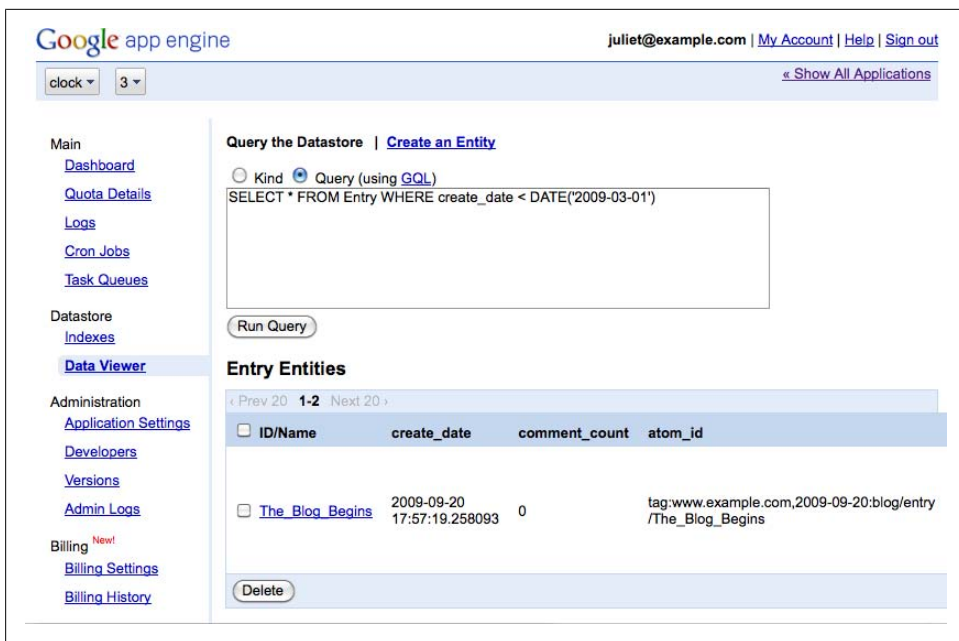 Google app engine
juliet@example.com | My Account | Help | Sign out
clock 3
« Show All Applications
Main
Dashboard
Quota Details
Logs
Cron Jobs
Task Queues
Datastore
Indexes
Data Viewer
Administration
Application Settings
Developers
Versions
Admin Logs
Billing New!
Billing Settings
Billing History
Query the Datastore | Create an Entity
Kind Query (using GQL)
SELECT * FROM Entry WHERE create_date < DATE('2009-03-01')
Run Query
Entry Entities
‹ Prev 20 1-2 Next 20 ›
ID/Name create_date comment_count atom_id
The_Blog_Begins 2009-09-20 17:57:19.258093 0 tag:www.example.com,2009-09-20:blog/entry
/The_Blog_Begins
Delete